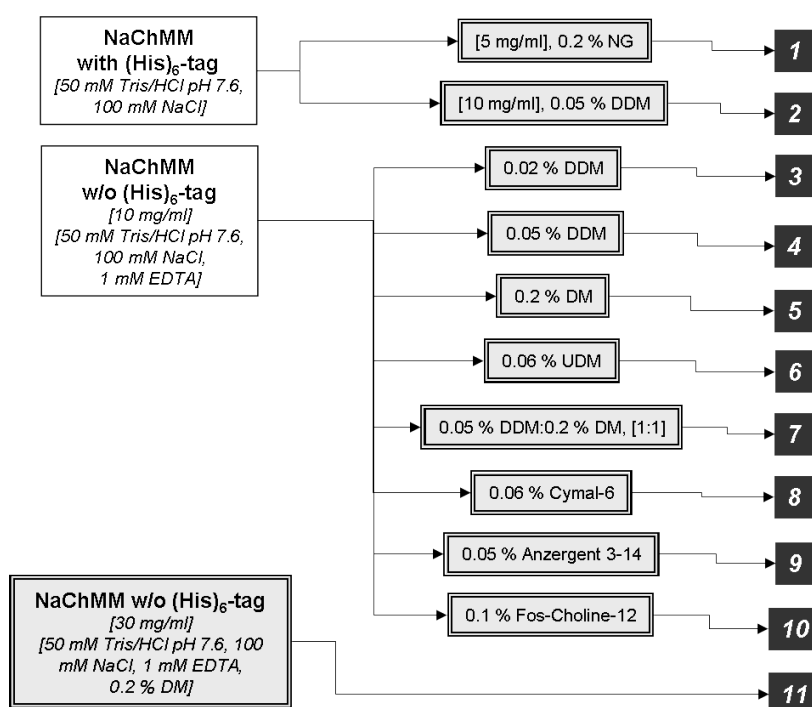 NaChMM
with (His)6-tag
[50 mM Tris/HCl pH 7.6,
100 mM NaCl]
[5 mg/ml], 0.2 % NG
1
[10 mg/ml], 0.05 % DDM
2
NaChMM
w/o (His)6-tag
[10 mg/ml]
[50 mM Tris/HCl pH 7.6,
100 mM NaCl,
1 mM EDTA]
0.02 % DDM
3
0.05 % DDM
4
0.2 % DM
5
0.06 % UDM
6
0.05 % DDM:0.2 % DM, [1:1]
7
0.06 % Cymal-6
8
0.05 % Anzergent 3-14
9
0.1 % Fos-Choline-12
10
NaChMM w/o (His)6-tag
[30 mg/ml]
[50 mM Tris/HCl pH 7.6, 100
mM NaCl, 1 mM EDTA,
0.2 % DM]
11